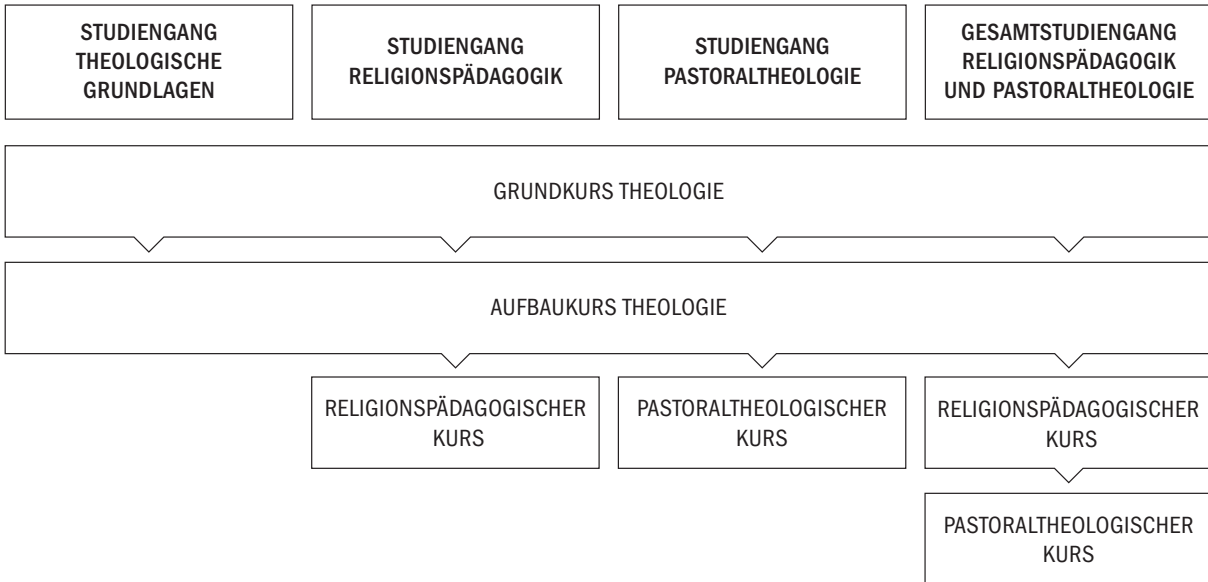 STUDIENGANG
THEOLOGISCHE
GRUNDLAGEN
STUDIENGANG
RELIGIONSPÄDAGOGIK
STUDIENGANG
PASTORALTHEOLOGIE
GESAMTSTUDIENGANG
RELIGIONSPÄDAGOGIK
UND PASTORALTHEOLOGIE
GRUNDKURS THEOLOGIE
AUFBAUKURS THEOLOGIE
RELIGIONSPÄDAGOGISCHER
KURS
PASTORALTHEOLOGISCHER
KURS
RELIGIONSPÄDAGOGISCHER
KURS
PASTORALTHEOLOGISCHER
KURS